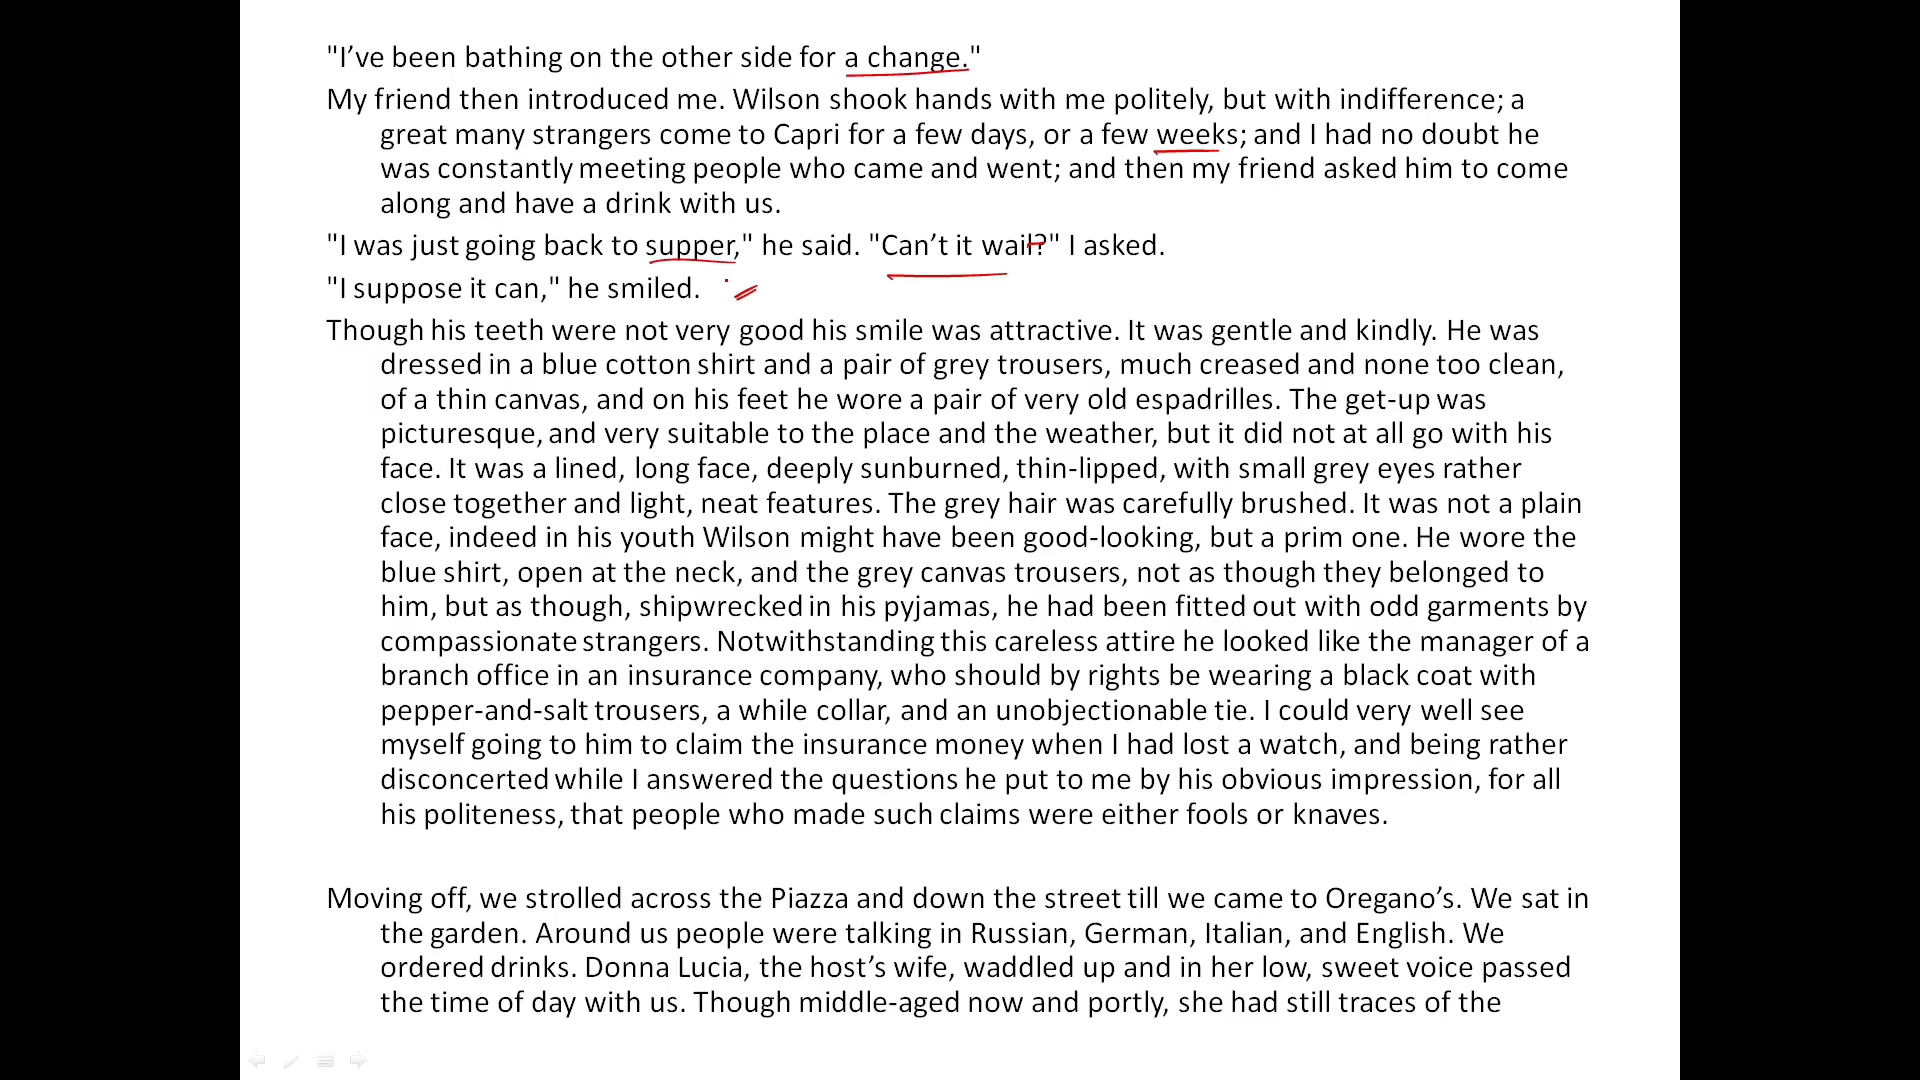 "I’ve been bathing on the other side for a change."
My friend then introduced me. Wilson shook hands with me politely, but with indifference; a
great many strangers come to Capri for a few days, or a few weeks; and I had no doubt he
was constantly meeting people who came and went; and then my friend asked him to come
along and have a drink with us.
"I was just going back to supper," he said. "Can’t it wail?" I asked.
"I suppose it can," he smiled.
Though his teeth were not very good his smile was attractive. It was gentle and kindly. He was
dressed in a blue cotton shirt and a pair of grey trousers, much creased and none too clean,
of a thin canvas, and on his feet he wore a pair of very old espadrilles. The get-up was
picturesque, and very suitable to the place and the weather, but it did not at all go with his
face. It was a lined, long face, deeply sunburned, thin-lipped, with small grey eyes rather
close together and light, neat features. The grey hair was carefully brushed. It was not a plain
face, indeed in his youth Wilson might have been good-looking, but a prim one. He wore the
blue shirt, open at the neck, and the grey canvas trousers, not as though they belonged to
him, but as though, shipwrecked in his pyjamas, he had been fitted out with odd garments by
compassionate strangers. Notwithstanding this careless attire he looked like the manager of a
branch office in an insurance company, who should by rights be wearing a black coat with
pepper-and-salt trousers, a while collar, and an unobjectionable tie. I could very well see
myself going to him to claim the insurance money when I had lost a watch, and being rather
disconcerted while I answered the questions he put to me by his obvious impression, for all
his politeness, that people who made such claims were either fools or knaves.
Moving off, we strolled across the Piazza and down the street till we came to Oregano’s. We sat in
the garden. Around us people were talking in Russian, German, Italian, and English. We
ordered drinks. Donna Lucia, the host’s wife, waddled up and in her low, sweet voice passed
the time of day with us. Though middle-aged now and portly, she had still traces of the